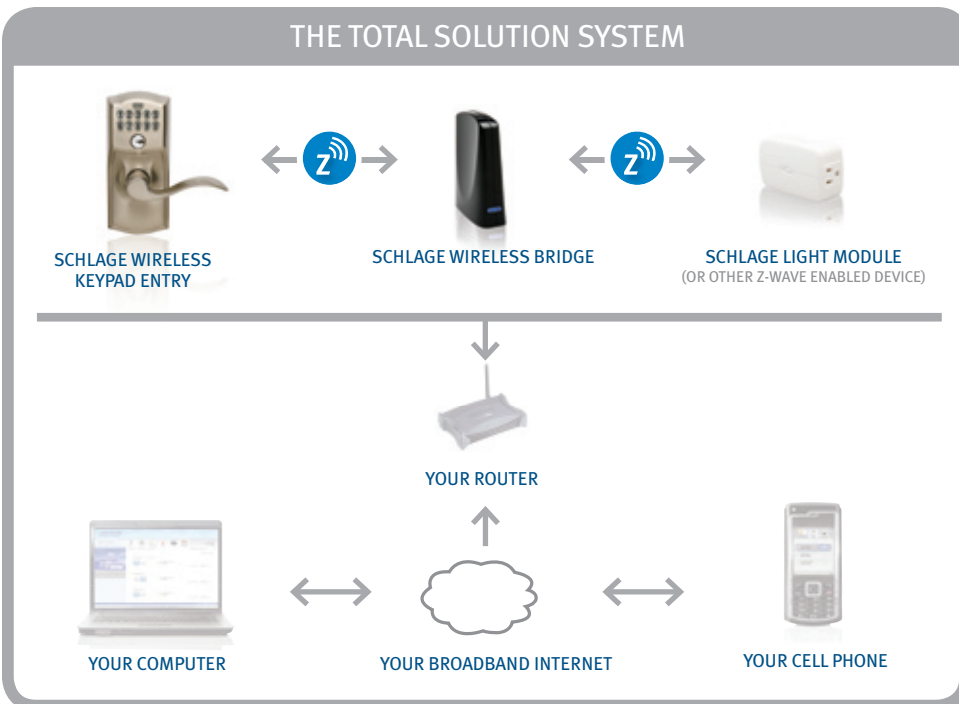 THE TOTAL SOLUTION SYSTEM
Z
Z
SCHLAGE WIRELESS
KEYPAD ENTRY
SCHLAGE WIRELESS BRIDGE
SCHLAGE LIGHT MODULE
(OR OTHER Z-WAVE ENABLED DEVICE)
YOUR ROUTER
YOUR COMPUTER
YOUR BROADBAND INTERNET
YOUR CELL PHONE